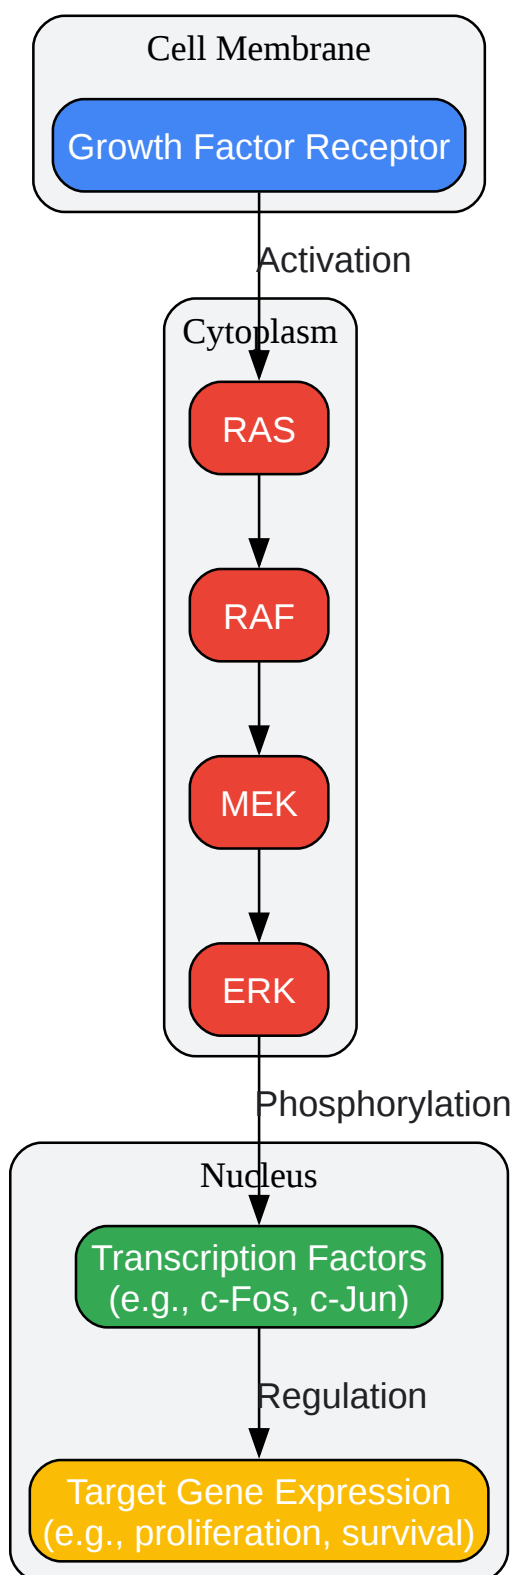 Cell Membrane
Growth Factor Receptor
Activation
Cytoplasm
RAS
RAF
MEK
ERK
Phosphorylation
Nucleus
Transcription Factors
(e.g., c-Fos, c-Jun)
Regulation
Target Gene Expression
(e.g., proliferation, survival)